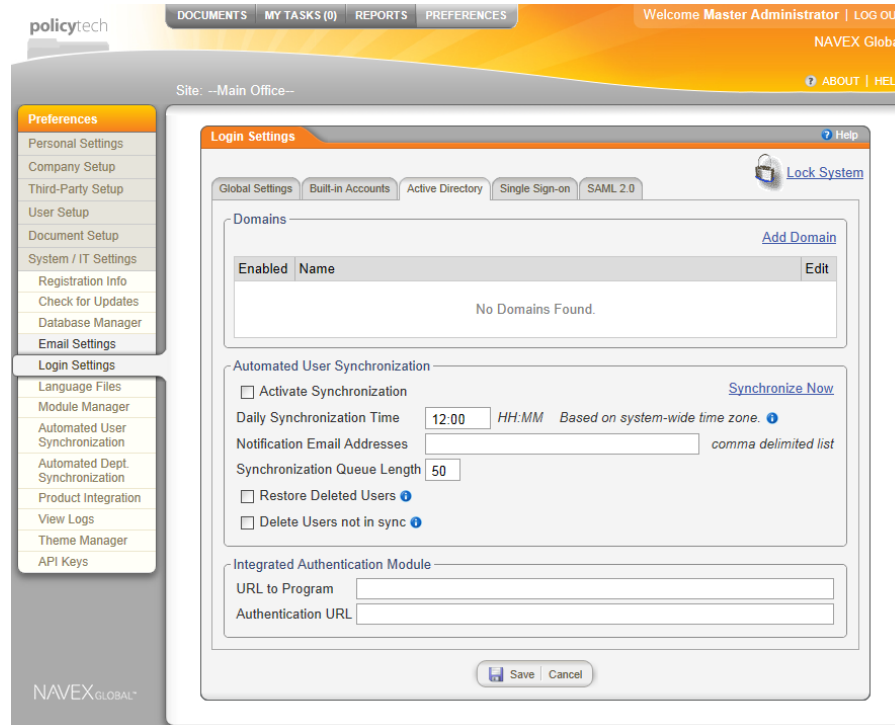 policytech
DOCUMENTS MY TASKS (0) REPORTS PREFERENCES
Welcome Master Administrator | LOG OU
NAVEX Globa
ABOUT | HEL
Site: --Main Office--
Preferences
Personal Settings
Company Setup
Third-Party Setup
User Setup
Document Setup
System / IT Settings
Registration Info
Check for Updates
Database Manager
Email Settings
Login Settings
Language Files
Module Manager
Automated User
Synchronization
Automated Dept.
Synchronization
Product Integration
View Logs
Theme Manager
API Keys
NAVEX GLOBAL
Login Settings
Help
Lock System
Global Settings Built-in Accounts Active Directory Single Sign-on SAML 2.0
Domains
Add Domain
Enabled Name Edit
No Domains Found.
Automated User Synchronization
Activate Synchronization Synchronize Now
Daily Synchronization Time 12:00 HH:MM Based on system-wide time zone.
Notification Email Addresses comma delimited list
Synchronization Queue Length 50
Restore Deleted Users
Delete Users not in sync
Integrated Authentication Module
URL to Program
Authentication URL
Save Cancel